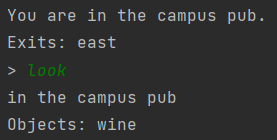 You are in the campus pub.
Exits: east
> look
in the campus pub
Objects: wine